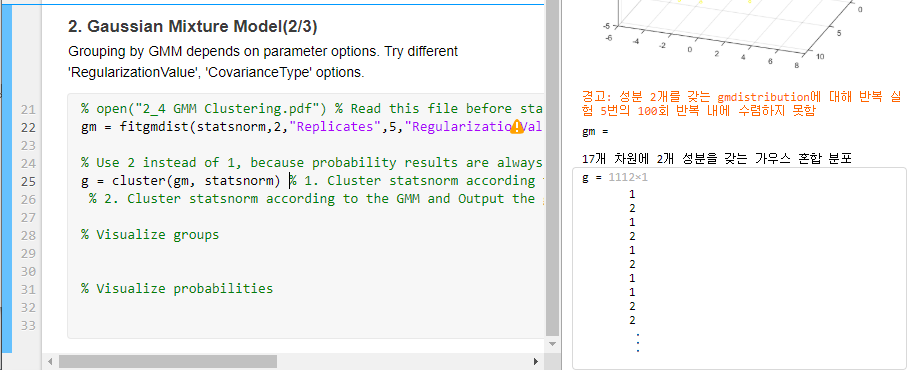 2. Gaussian Mixture Model(2/3)
Grouping by GMM depends on parameter options. Try different
'RegularizationValue', 'CovarianceType' options.
21 % open("2_4 GMM Clustering.pdf") % Read this file before sta
22 gm = fitgmdist(statsnorm,2,"Replicates",5,"RegularizatioVal
23
24 % Use 2 instead of 1, because probability results are always
25 g = cluster(gm, statsnorm) % 1. Cluster statsnorm according
26 % 2. Cluster statsnorm according to the GMM and Output the
27
28 % Visualize groups
29
30
31 % Visualize probabilities
32
33
-5
-6
-4
-2
0
2
4
6
8
10
5
0
경고: 성분 2개를 갖는 gmdistribution에 대해 반복 실
험 5번의 100회 반복 내에 수렴하지 못함
gm =
17개 차원에 2개 성분을 갖는 가우스 혼합 분포
g = 1112×1
1
2
1
2
1
2
1
1
2
2